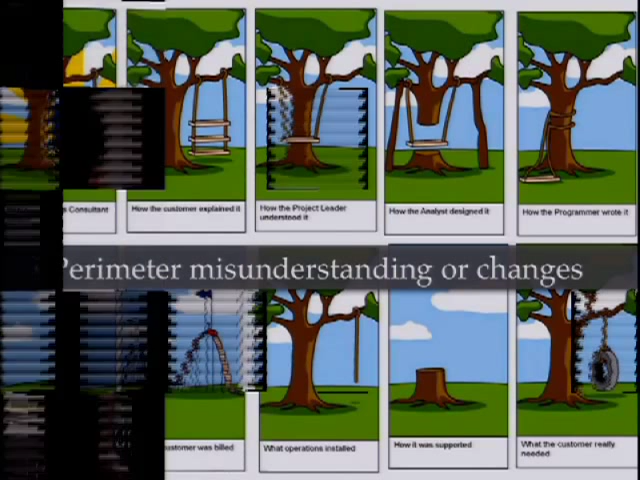 Consultant
How the customer explained it
How the Project Leader
understood it
How the Analyst designed it
How the Programmer wrote it
Perimeter misunderstanding or changes
customer was billed
What operations installed
How it was supported
What the customer really
needed